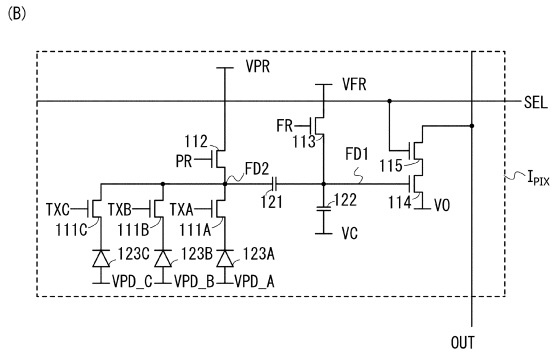 (B)
VPR
VFR
SEL
112
FR
PR
113
FD2
FD1
115
I PIX
TXC
TXB
TXA
121
122
114
VO
111C
111B
111A
VC
123C
123B
123A
VPD_C
VPD_B
VPD_A
OUT